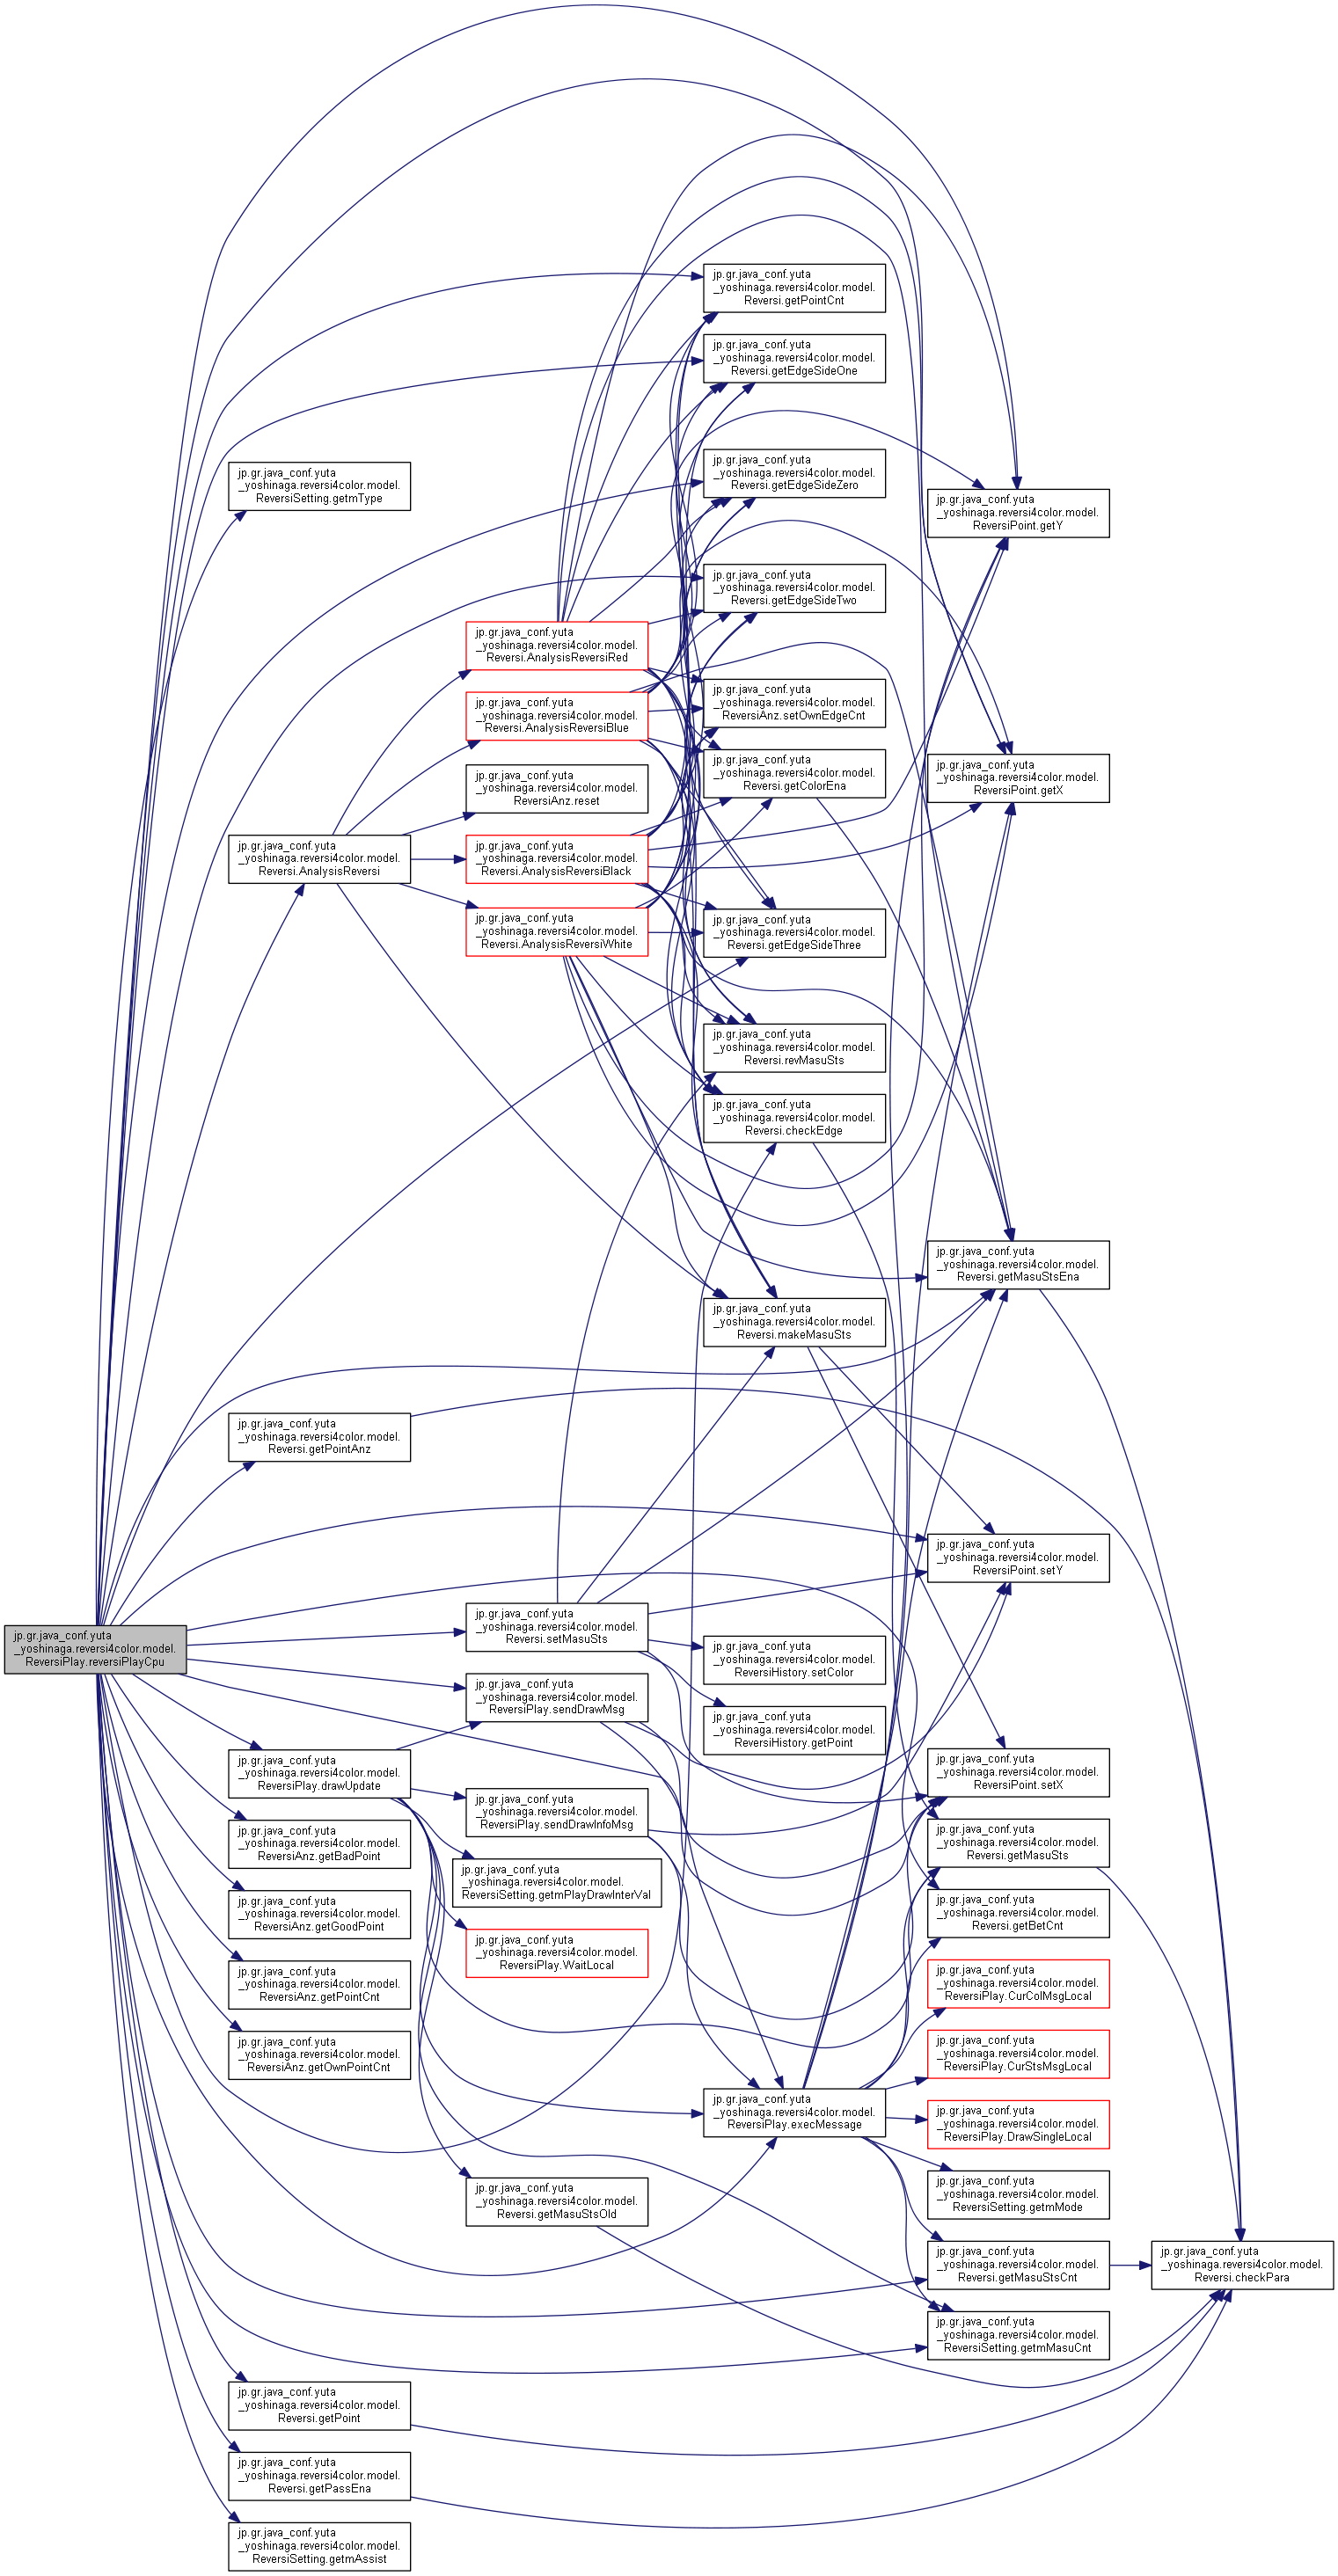 jp.gr.java_conf.yuta
_yoshinaga.reversi4color.model.
Reversi.getPointCnt
jp.gr.java_conf.yuta
_yoshinaga.reversi4color.model.
Reversi.getEdgeSideOne
jp.gr.java_conf.yuta
_yoshinaga.reversi4color.model.
ReversiSetting.getmType
jp.gr.java_conf.yuta
_yoshinaga.reversi4color.model.
Reversi.getEdgeSideZero
jp.gr.java_conf.yuta
_yoshinaga.reversi4color.model.
ReversiPoint.getY
jp.gr.java_conf.yuta
_yoshinaga.reversi4color.model.
Reversi.getEdgeSideTwo
jp.gr.java_conf.yuta
_yoshinaga.reversi4color.model.
Reversi.AnalysisReversiRed
jp.gr.java_conf.yuta
_yoshinaga.reversi4color.model.
Reversi.AnalysisReversiBlue
jp.gr.java_conf.yuta
_yoshinaga.reversi4color.model.
ReversiAnz.setOwnEdgeCnt
jp.gr.java_conf.yuta
_yoshinaga.reversi4color.model.
ReversiAnz.reset
jp.gr.java_conf.yuta
_yoshinaga.reversi4color.model.
Reversi.getColorEna
jp.gr.java_conf.yuta
_yoshinaga.reversi4color.model.
ReversiPoint.getX
jp.gr.java_conf.yuta
_yoshinaga.reversi4color.model.
Reversi.AnalysisReversi
jp.gr.java_conf.yuta
_yoshinaga.reversi4color.model.
Reversi.AnalysisReversiBlack
jp.gr.java_conf.yuta
_yoshinaga.reversi4color.model.
Reversi.AnalysisReversiWhite
jp.gr.java_conf.yuta
_yoshinaga.reversi4color.model.
Reversi.getEdgeSideThree
jp.gr.java_conf.yuta
_yoshinaga.reversi4color.model.
Reversi.revMasuSts
jp.gr.java_conf.yuta
_yoshinaga.reversi4color.model.
Reversi.checkEdge
jp.gr.java_conf.yuta
_yoshinaga.reversi4color.model.
Reversi.getMasuStsEna
jp.gr.java_conf.yuta
_yoshinaga.reversi4color.model.
Reversi.makeMasuSts
jp.gr.java_conf.yuta
_yoshinaga.reversi4color.model.
Reversi.getPointAnz
jp.gr.java_conf.yuta
_yoshinaga.reversi4color.model.
ReversiPoint.setY
jp.gr.java_conf.yuta
_yoshinaga.reversi4color.model.
ReversiPlay.reversiPlayCpu
jp.gr.java_conf.yuta
_yoshinaga.reversi4color.model.
Reversi.setMasuSts
jp.gr.java_conf.yuta
_yoshinaga.reversi4color.model.
ReversiHistory.setColor
jp.gr.java_conf.yuta
_yoshinaga.reversi4color.model.
ReversiPlay.sendDrawMsg
jp.gr.java_conf.yuta
_yoshinaga.reversi4color.model.
ReversiHistory.getPoint
jp.gr.java_conf.yuta
_yoshinaga.reversi4color.model.
ReversiPlay.drawUpdate
jp.gr.java_conf.yuta
_yoshinaga.reversi4color.model.
ReversiPoint.setX
jp.gr.java_conf.yuta
_yoshinaga.reversi4color.model.
ReversiPlay.sendDrawInfoMsg
jp.gr.java_conf.yuta
_yoshinaga.reversi4color.model.
ReversiAnz.getBadPoint
jp.gr.java_conf.yuta
_yoshinaga.reversi4color.model.
Reversi.getMasuSts
jp.gr.java_conf.yuta
_yoshinaga.reversi4color.model.
ReversiSetting.getmPlayDrawInterVal
jp.gr.java_conf.yuta
_yoshinaga.reversi4color.model.
ReversiAnz.getGoodPoint
jp.gr.java_conf.yuta
_yoshinaga.reversi4color.model.
Reversi.getBetCnt
jp.gr.java_conf.yuta
_yoshinaga.reversi4color.model.
ReversiPlay.WaitLocal
jp.gr.java_conf.yuta
_yoshinaga.reversi4color.model.
ReversiAnz.getPointCnt
jp.gr.java_conf.yuta
_yoshinaga.reversi4color.model.
ReversiPlay.CurColMsgLocal
jp.gr.java_conf.yuta
_yoshinaga.reversi4color.model.
ReversiAnz.getOwnPointCnt
jp.gr.java_conf.yuta
_yoshinaga.reversi4color.model.
ReversiPlay.CurStsMsgLocal
jp.gr.java_conf.yuta
_yoshinaga.reversi4color.model.
ReversiPlay.execMessage
jp.gr.java_conf.yuta
_yoshinaga.reversi4color.model.
ReversiPlay.DrawSingleLocal
jp.gr.java_conf.yuta
_yoshinaga.reversi4color.model.
ReversiSetting.getmMode
jp.gr.java_conf.yuta
_yoshinaga.reversi4color.model.
Reversi.getMasuStsOld
jp.gr.java_conf.yuta
_yoshinaga.reversi4color.model.
Reversi.getMasuStsCnt
jp.gr.java_conf.yuta
_yoshinaga.reversi4color.model.
Reversi.checkPara
jp.gr.java_conf.yuta
_yoshinaga.reversi4color.model.
ReversiSetting.getmMasuCnt
jp.gr.java_conf.yuta
_yoshinaga.reversi4color.model.
Reversi.getPoint
jp.gr.java_conf.yuta
_yoshinaga.reversi4color.model.
Reversi.getPassEna
jp.gr.java_conf.yuta
_yoshinaga.reversi4color.model.
ReversiSetting.getmAssist